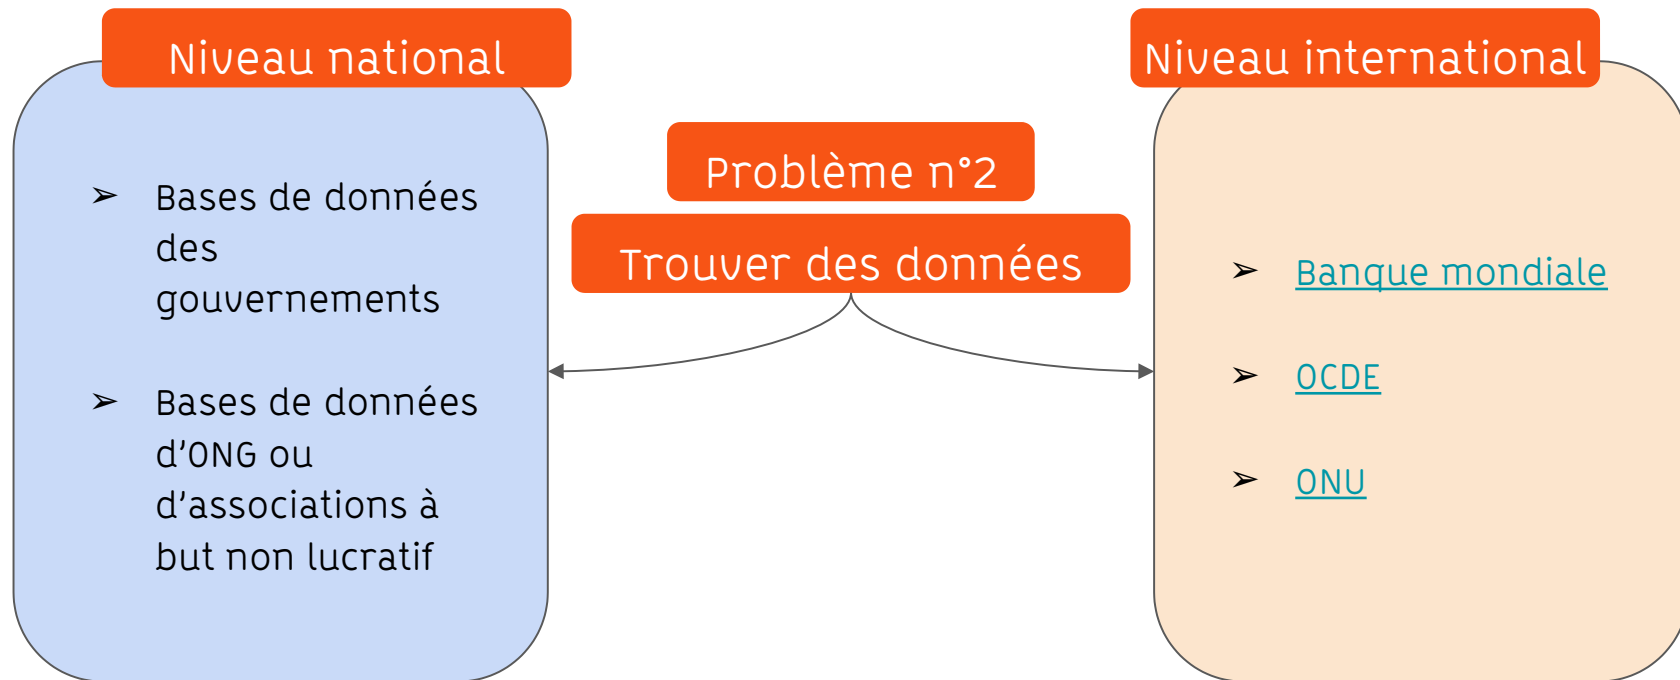 Niveau national
Niveau international
Problème n°2
Trouver des données
➢ Bases de données
des
gouvernements
➢ Bases de données
d'ONG ou
d'associations à
but non lucratif
➢ Banque mondiale
➢ OCDE
➢ ONU